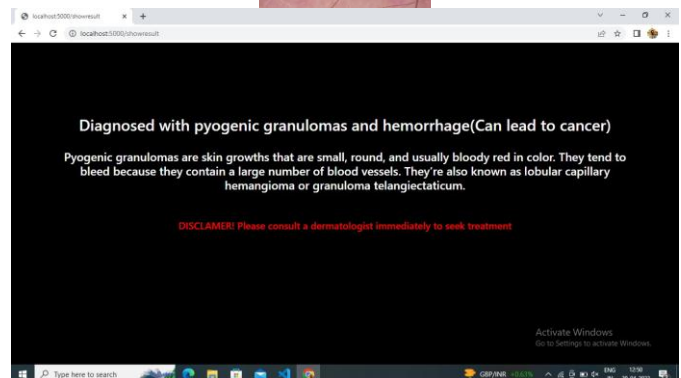 localhost:5000/showresult
localhost:5000/showresult
Diagnosed with pyogenic granulomas and hemorrhage(Can lead to cancer)
Pyogenic granulomas are skin growths that are small, round, and usually bloody red in color. They tend to
bleed because they contain a large number of blood vessels. They're also known as lobular capillary
hemangioma or granuloma telangiectaticum.
DISCLAMER! Please consult a dermatologist immediately to seek treatment
Activate Windows
Go to Settings to activate Windows.
Type here to search
GBP/INR +0.61%
ENG
12:50